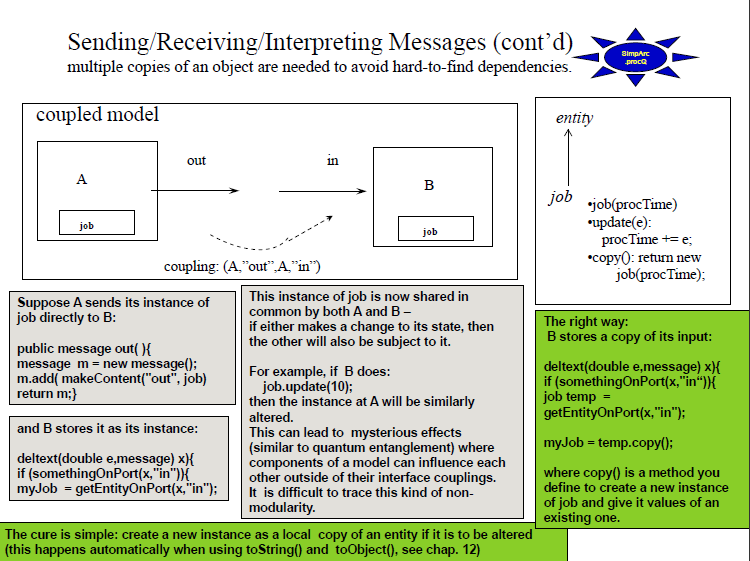 Sending/Receiving/Interpreting Messages (cont’d)
multiple copies of an object are needed to avoid hard-to-find dependencies.
SimpArc
.procQ
coupled model
out
in
A
B
job
job
coupling: (A,”out”,A,”in”)
entity
job
•job(procTime)
•update(e):
procTime += e;
•copy(): return new
job(procTime);
Suppose A sends its instance of
job directly to B:
public message out( ){
message  m = new message();
m.add( makeContent("out", job)
return m;}
and B stores it as its instance:
deltext(double e,message) x){
if (somethingOnPort(x,"in")){
myJob  = getEntityOnPort(x,"in");
This instance of job is now shared in
common by both A and B –
if either makes a change to its state, then
the other will also be subject to it.
For example, if  B does:
job.update(10);
then the instance at A will be similarly
altered.
This can lead to  mysterious effects
(similar to quantum entanglement) where
components of a model can influence each
other outside of their interface couplings.
It  is difficult to trace this kind of non-
modularity.
The right way:
B stores a copy of its input:
deltext(double e,message) x){
if (somethingOnPort(x,"in“)){
job temp  =
getEntityOnPort(x,"in");
myJob = temp.copy();
where copy() is a method you
define to create a new instance
of job and give it values of an
existing one.
The cure is simple: create a new instance as a local  copy of an entity if it is to be altered
(this happens automatically when using toString() and  toObject(), see chap. 12)